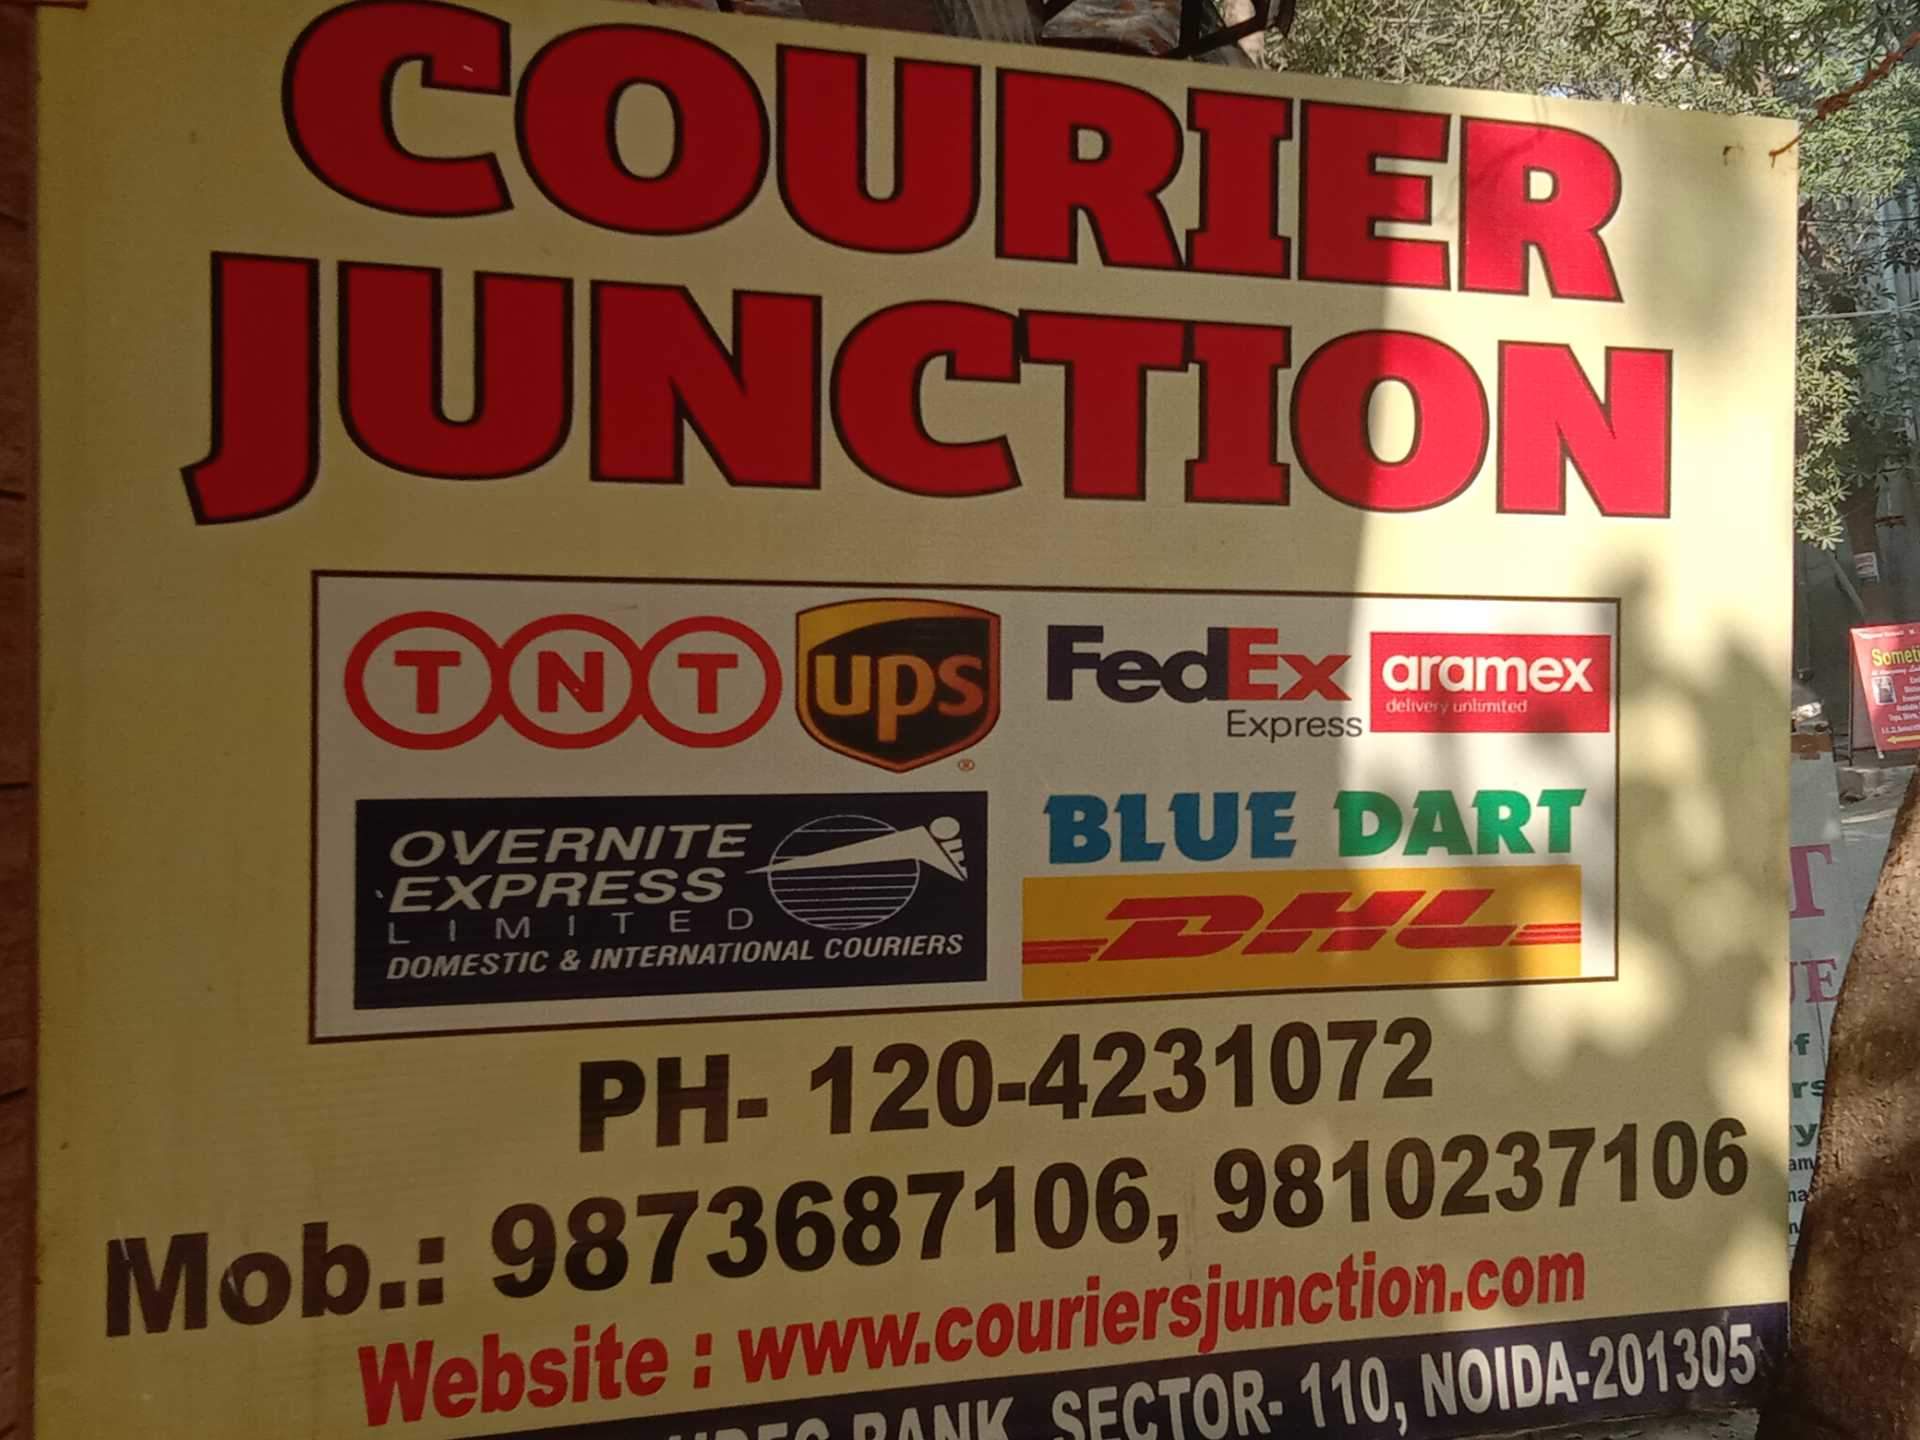 COURIER
JUNCTION
TNT ups FedEx
Express
aramex
delivery unlimited
OVERNITE
EXPRESS
LIMITED
DOMESTIC & INTERNATIONAL COURIERS
BLUE DART
DHL
PH- 120-4231072
Mob.: 9873687106, 9810237106
Website : www.couriersjunction.com
BANK, SECTOR- 110, NOIDA-201305